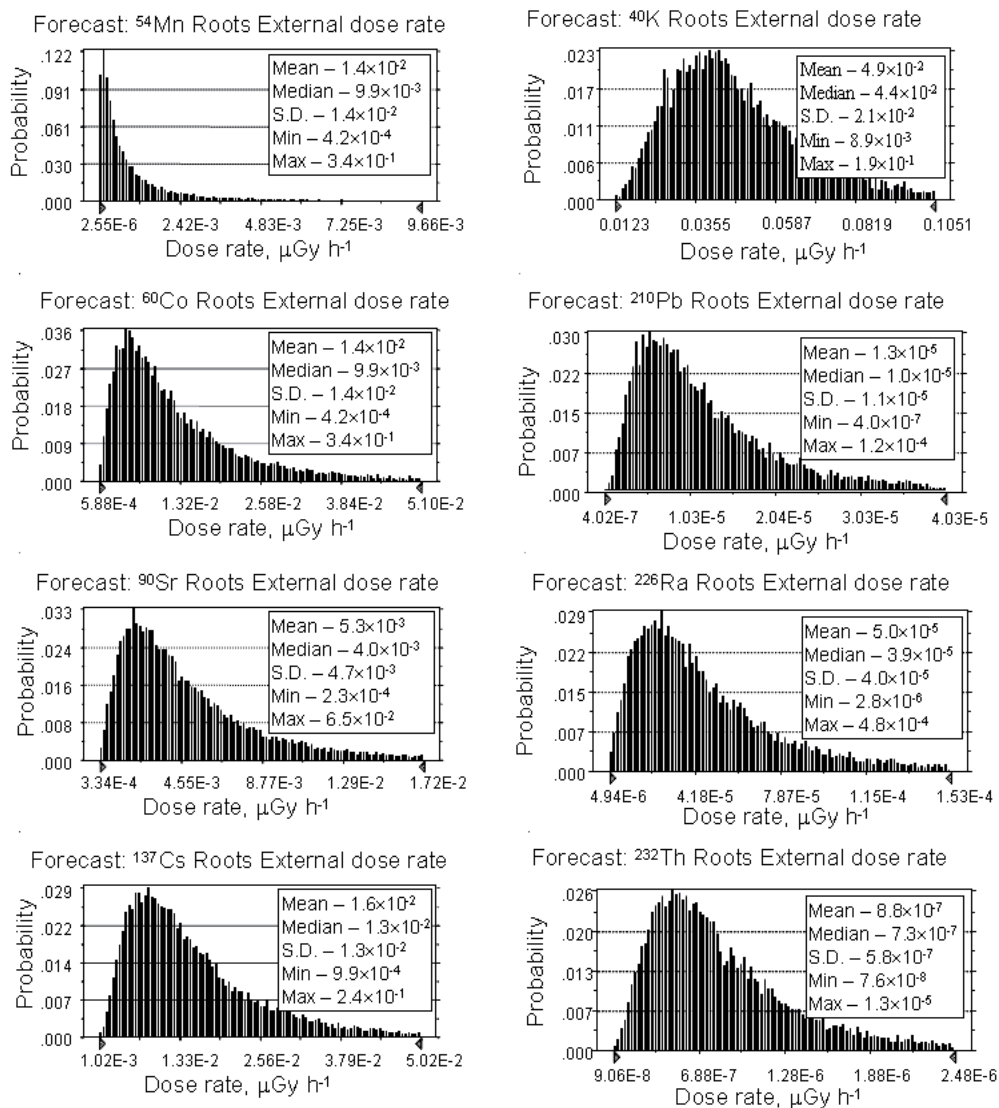 Forecast: ⁵⁴Mn Roots External dose rate
Probability
.122
.091
.061
.030
.000
Mean – 1.4×10⁻²
Median – 9.9×10⁻³
S.D. – 1.4×10⁻²
Min – 4.2×10⁻⁴
Max – 3.4×10⁻¹
2.55E-6 2.42E-3 4.83E-3 7.25E-3 9.66E-3
Dose rate, μGy h⁻¹
Forecast: ⁴⁰K Roots External dose rate
Probability
.023
.017
.011
.006
.000
Mean – 4.9×10⁻²
Median – 4.4×10⁻²
S.D. – 2.1×10⁻²
Min – 8.9×10⁻³
Max – 1.9×10⁻¹
0.0123 0.0355 0.0587 0.0819 0.1051
Dose rate, μGy h⁻¹
Forecast: ⁶⁰Co Roots External dose rate
Probability
.036
.027
.018
.009
.000
Mean – 1.4×10⁻²
Median – 9.9×10⁻³
S.D. – 1.4×10⁻²
Min – 4.2×10⁻⁴
Max – 3.4×10⁻¹
5.88E-4 1.32E-2 2.58E-2 3.84E-2 5.10E-2
Dose rate, μGy h⁻¹
Forecast: ²¹⁰Pb Roots External dose rate
Probability
.030
.022
.015
.007
.000
Mean – 1.3×10⁻⁵
Median – 1.0×10⁻⁵
S.D. – 1.1×10⁻⁵
Min – 4.0×10⁻⁷
Max – 1.2×10⁻⁴
4.02E-7 1.03E-5 2.04E-5 3.03E-5 4.03E-5
Dose rate, μGy h⁻¹
Forecast: ⁹⁰Sr Roots External dose rate
Probability
.033
.024
.016
.008
.000
Mean – 5.3×10⁻³
Median – 4.0×10⁻³
S.D. – 4.7×10⁻³
Min – 2.3×10⁻⁴
Max – 6.5×10⁻²
3.34E-4 4.55E-3 8.77E-3 1.29E-2 1.72E-2
Dose rate, μGy h⁻¹
Forecast: ²²⁶Ra Roots External dose rate
Probability
.029
.022
.015
.007
.000
Mean – 5.0×10⁻⁵
Median – 3.9×10⁻⁵
S.D. – 4.0×10⁻⁵
Min – 2.8×10⁻⁶
Max – 4.8×10⁻⁴
4.94E-6 4.18E-5 7.87E-5 1.15E-4 1.53E-4
Dose rate, μGy h⁻¹
Forecast: ¹³⁷Cs Roots External dose rate
Probability
.029
.022
.014
.007
.000
Mean – 1.6×10⁻²
Median – 1.3×10⁻²
S.D. – 1.3×10⁻²
Min – 9.9×10⁻⁴
Max – 2.4×10⁻¹
1.02E-3 1.33E-2 2.56E-2 3.79E-2 5.02E-2
Dose rate, μGy h⁻¹
Forecast: ²³²Th Roots External dose rate
Probability
.026
.020
.013
.007
.000
Mean – 8.8×10⁻⁷
Median – 7.3×10⁻⁷
S.D. – 5.8×10⁻⁷
Min – 7.6×10⁻⁸
Max – 1.3×10⁻⁵
9.06E-8 6.88E-7 1.28E-6 1.88E-6 2.48E-6
Dose rate, μGy h⁻¹